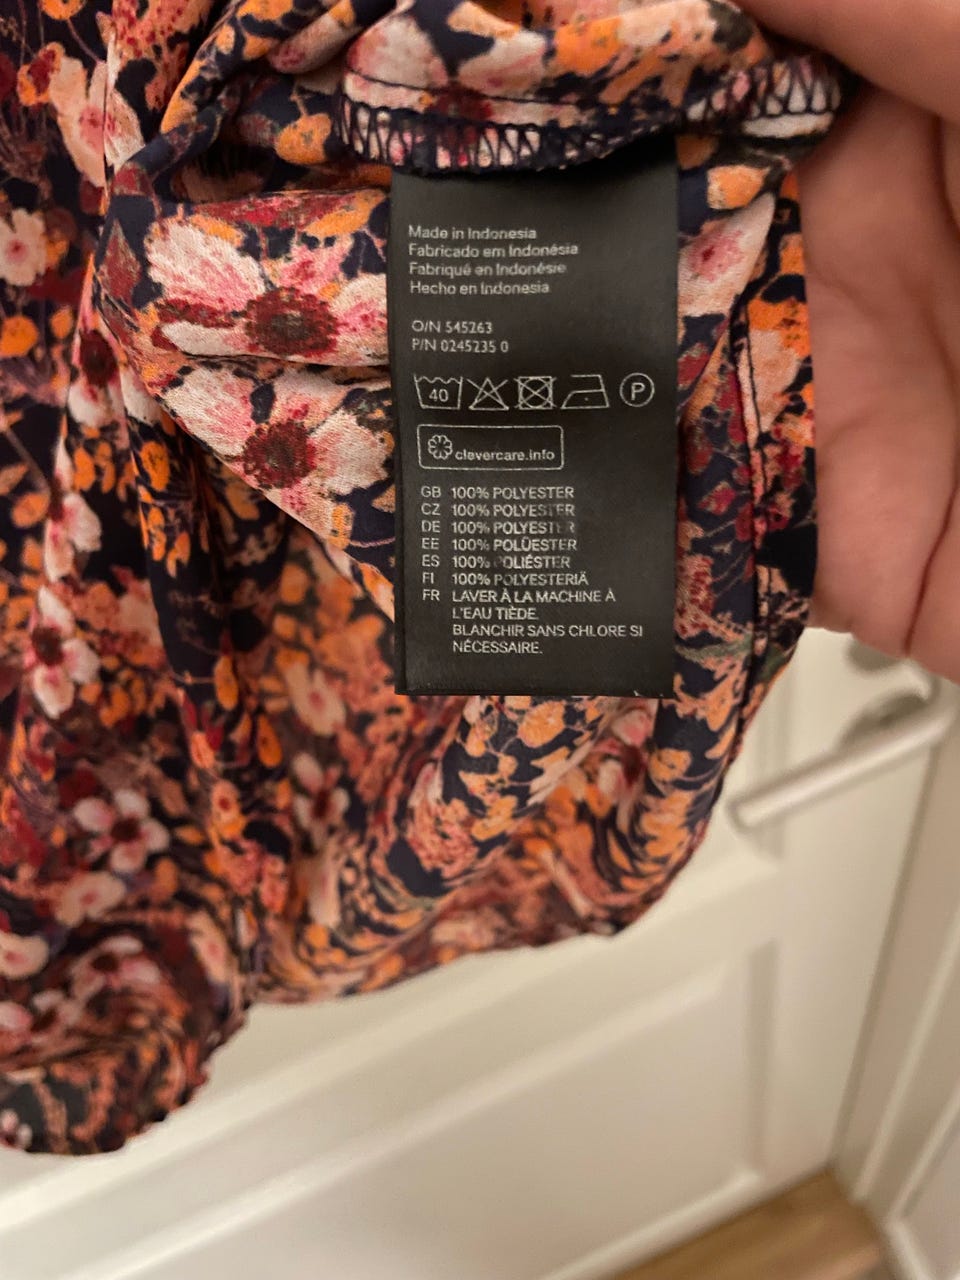 Made in Indonesia
Fabricado em Indonésia
Fabriqué en Indonésie
Hecho en Indonesia
O/N 545263
P/N 0245235 0
40 P
clevercare.info
GB 100% POLYESTER
CZ 100% POLYESTER
DE 100% POLYESTER
EE 100% POLÜESTER
ES 100% POLIÉSTER
FI 100% POLYESTERIÄ
FR LAVER À LA MACHINE À
L'EAU TIÈDE.
BLANCHIR SANS CHLORE SI
NÉCESSAIRE.